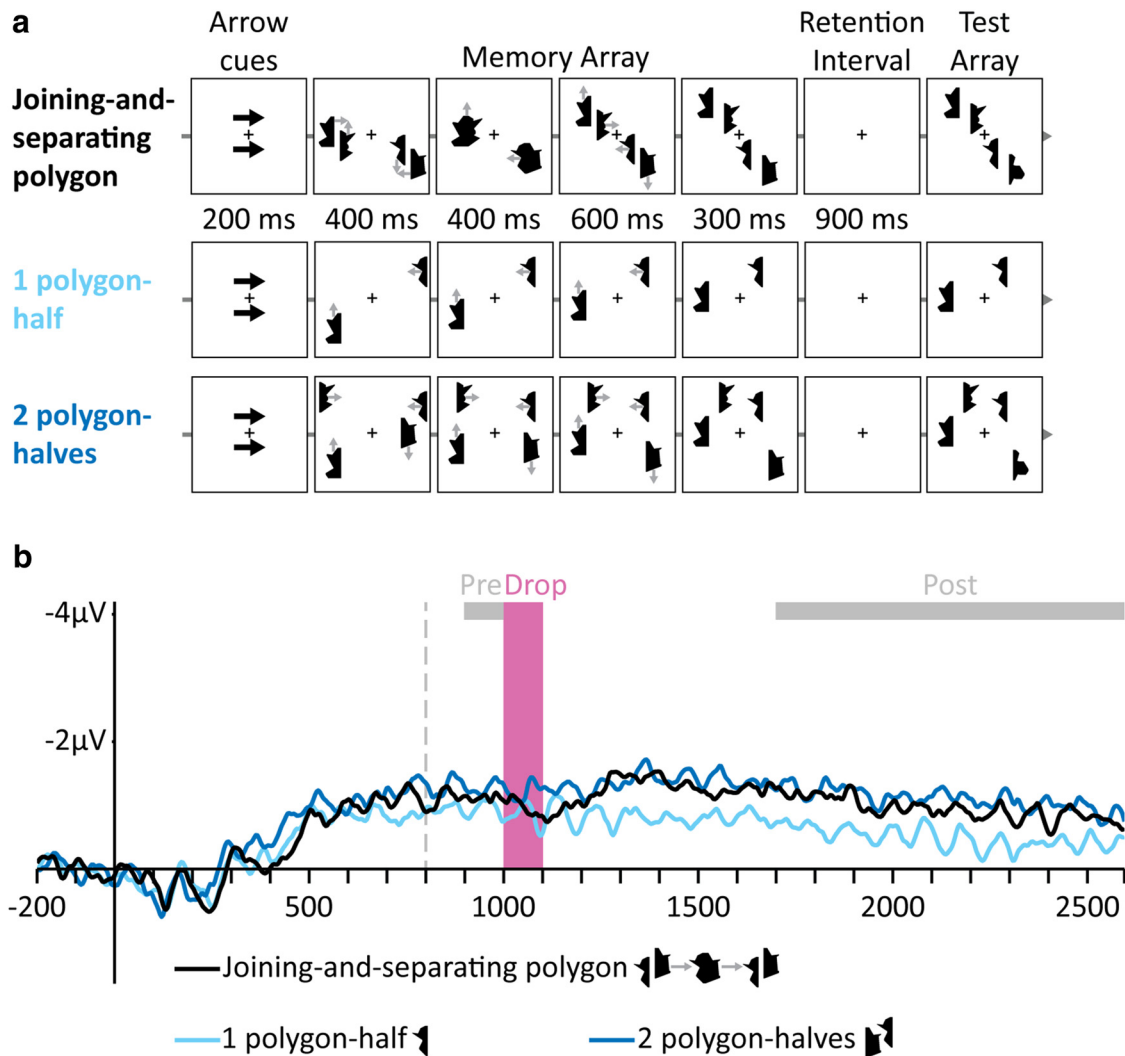 a
Arrow
cues
Memory Array
Retention
Interval
Test
Array
Joining-and-
separating
polygon
200 ms 400 ms 400 ms 600 ms 300 ms 900 ms
1 polygon-
half
2 polygon-
halves
b
Pre Drop Post
-4µV
-2µV
-200 500 1000 1500 2000 2500
Joining-and-separating polygon
1 polygon-half 2 polygon-halves